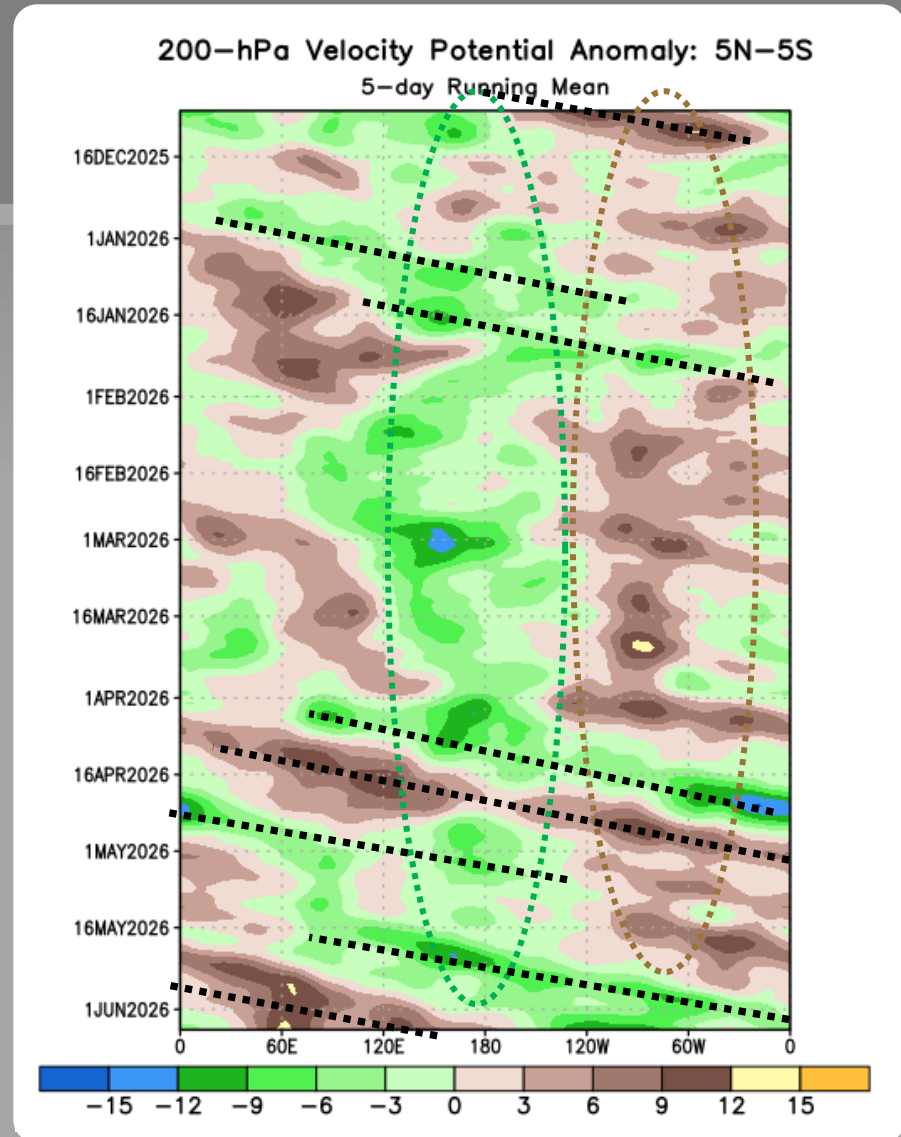 200-hPa Velocity Potential Anomaly: 5N-5S
5-day Running Mean
16DEC2025
1JAN2026
16JAN2026
1FEB2026
16FEB2026
1MAR2026
16MAR2026
1APR2026
16APR2026
1MAY2026
16MAY2026
1JUN2026
0 60E 120E 180 120W 60W 0
-15 -12 -9 -6 -3 0 3 6 9 12 15